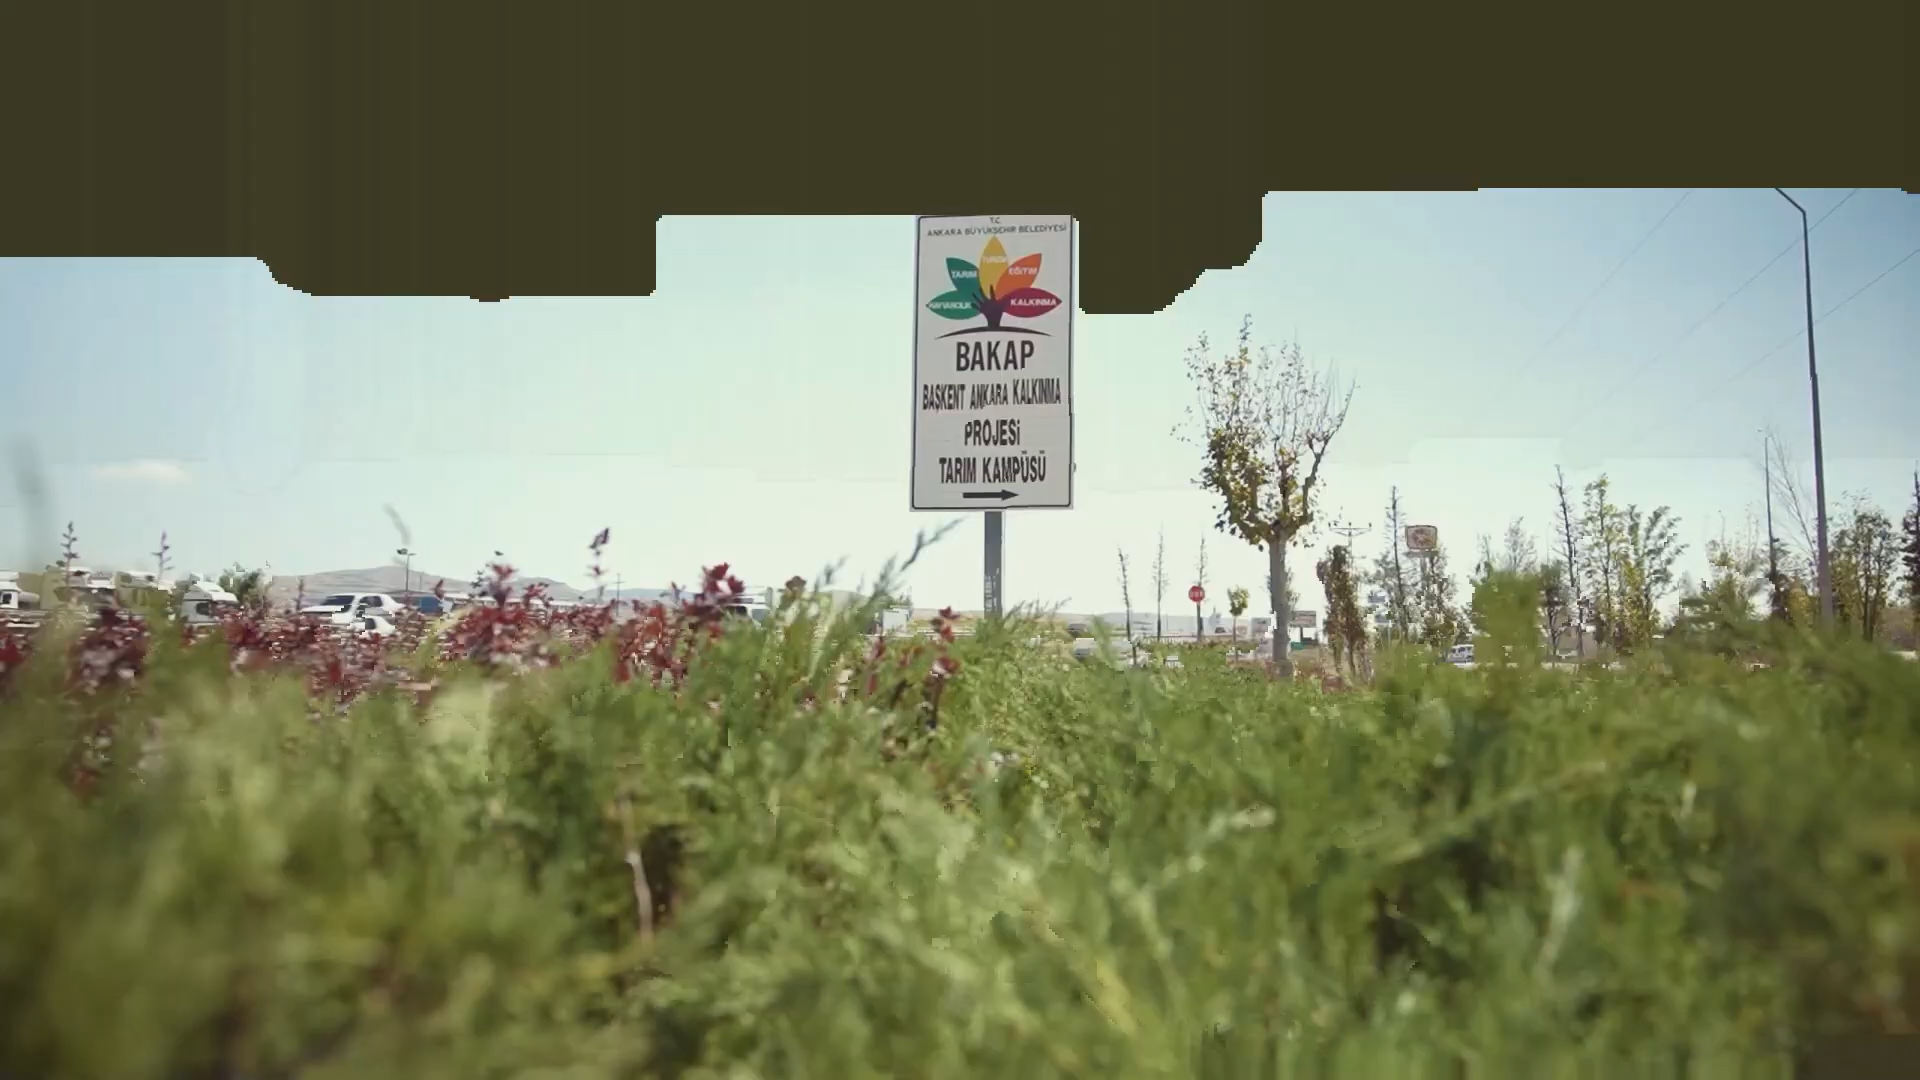 T.C.
ANKARA BÜYÜKŞEHİR BELEDİYESİ
TURİZM
TARIM
EĞİTİM
HAYVANCILIK
KALKINMA
BAKAP
BAŞKENT ANKARA KALKINMA
PROJESİ
TARIM KAMPÜSÜ